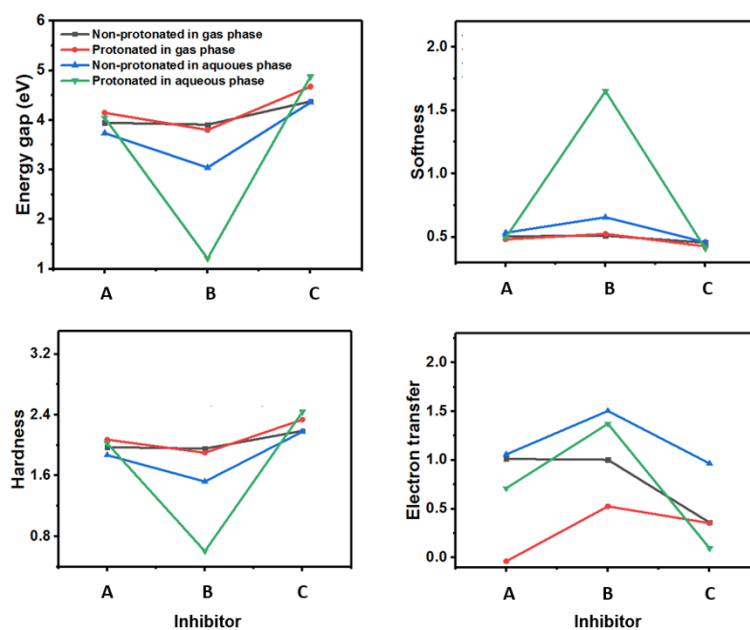 6
5
4
3
2
1
Energy gap (eV)
Non-protonated in gas phase
Protonated in gas phase
Non-protonated in aquoues phase
Protonated in aqueous phase
A B C
2.0
1.5
1.0
0.5
Softness
A B C
3.2
2.4
1.6
0.8
Hardness
A B C
Inhibitor
2.0
1.5
1.0
0.5
0.0
Electron transfer
A B C
Inhibitor